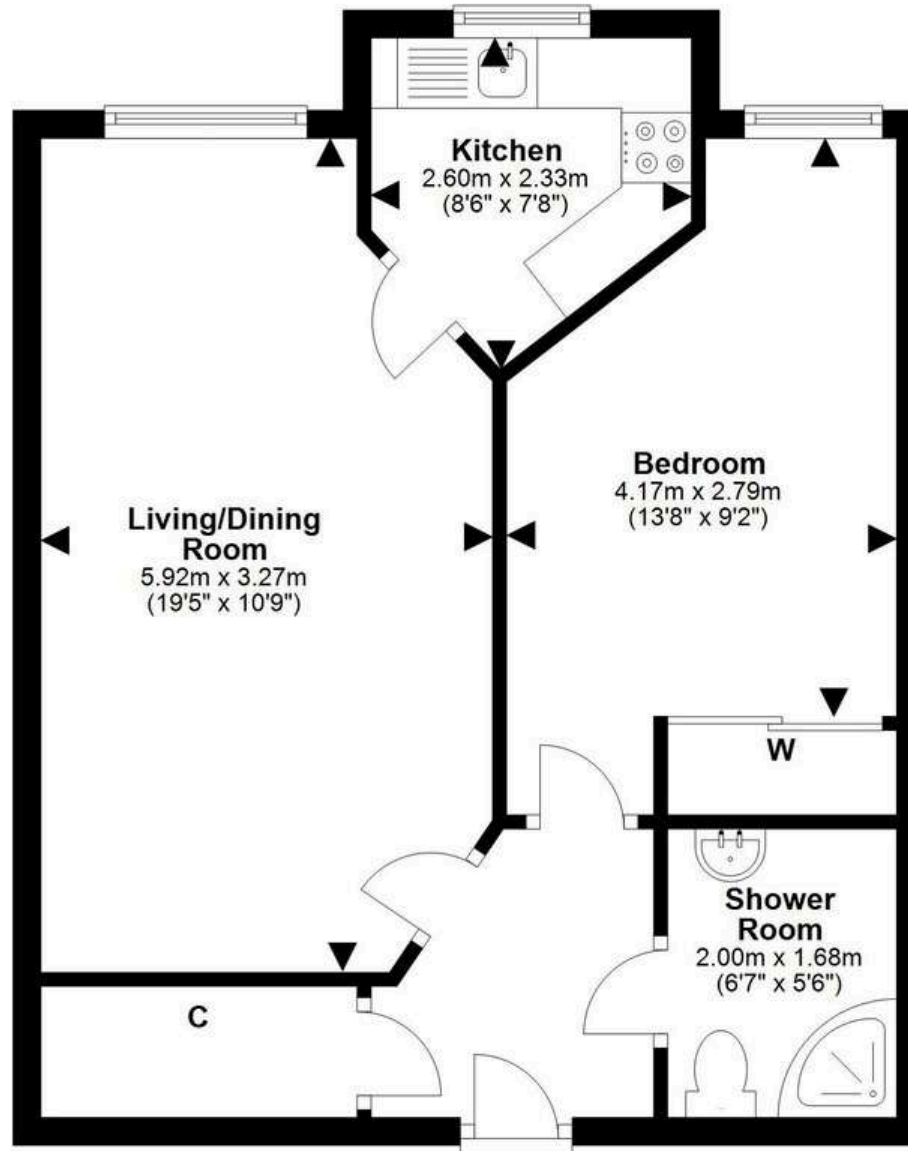 Kitchen
2.60m x 2.33m
(8'6" x 7'8")
Bedroom
4.17m x 2.79m
(13'8" x 9'2")
Living/Dining
Room
5.92m x 3.27m
(19'5" x 10'9")
W
Shower
Room
2.00m x 1.68m
(6'7" x 5'6")
C